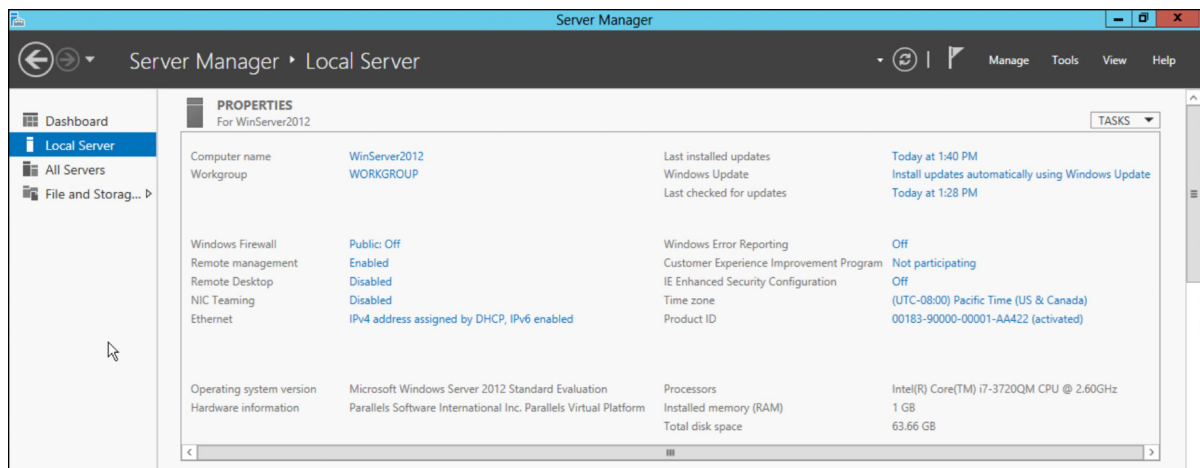 Server Manager
Server Manager ‣ Local Server
Manage Tools View Help
Dashboard
Local Server
All Servers
File and Storag...
PROPERTIES
For WinServer2012
TASKS
Computer name WinServer2012
Workgroup WORKGROUP
Last installed updates Today at 1:40 PM
Windows Update Install updates automatically using Windows Update
Last checked for updates Today at 1:28 PM
Windows Firewall Public: Off
Remote management Enabled
Remote Desktop Disabled
NIC Teaming Disabled
Ethernet IPv4 address assigned by DHCP, IPv6 enabled
Windows Error Reporting Off
Customer Experience Improvement Program Not participating
IE Enhanced Security Configuration Off
Time zone (UTC-08:00) Pacific Time (US & Canada)
Product ID 00183-90000-00001-AA422 (activated)
Operating system version Microsoft Windows Server 2012 Standard Evaluation
Hardware information Parallels Software International Inc. Parallels Virtual Platform
Processors Intel(R) Core(TM) i7-3720QM CPU @ 2.60GHz
Installed memory (RAM) 1 GB
Total disk space 63.66 GB